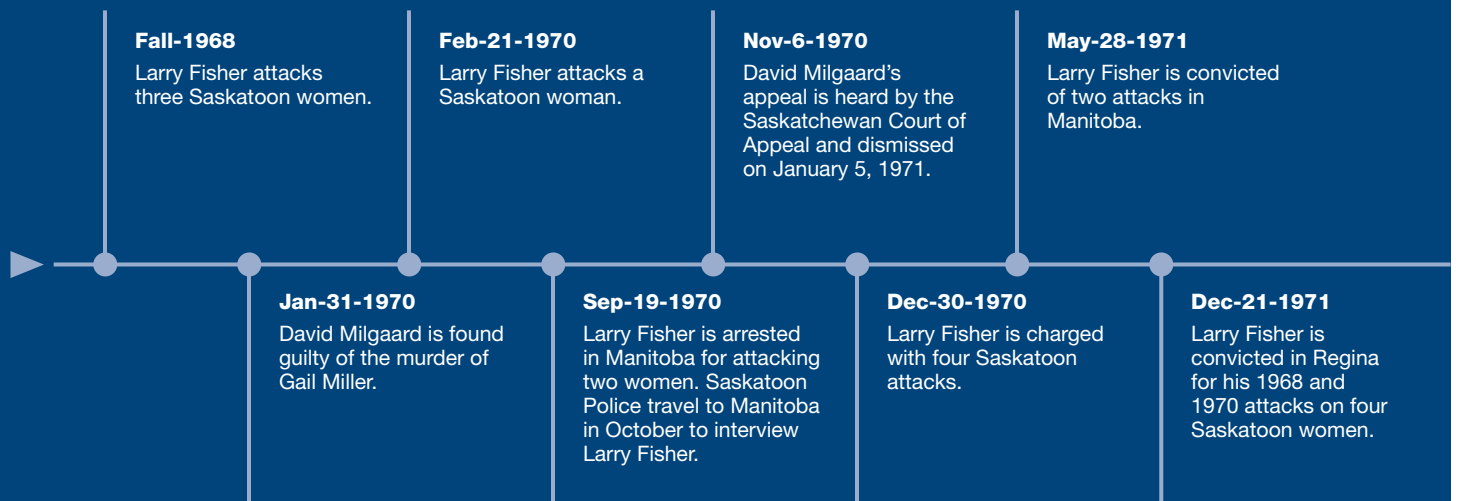 Fall-1968
Larry Fisher attacks
three Saskatoon women.
Jan-31-1970
David Milgaard is found
guilty of the murder of
Gail Miller.
Feb-21-1970
Larry Fisher attacks a
Saskatoon woman.
Sep-19-1970
Larry Fisher is arrested
in Manitoba for attacking
two women. Saskatoon
Police travel to Manitoba
in October to interview
Larry Fisher.
Nov-6-1970
David Milgaard’s
appeal is heard by the
Saskatchewan Court of
Appeal and dismissed
on January 5, 1971.
Dec-30-1970
Larry Fisher is charged
with four Saskatoon
attacks.
May-28-1971
Larry Fisher is convicted
of two attacks in
Manitoba.
Dec-21-1971
Larry Fisher is
convicted in Regina
for his 1968 and
1970 attacks on four
Saskatoon women.